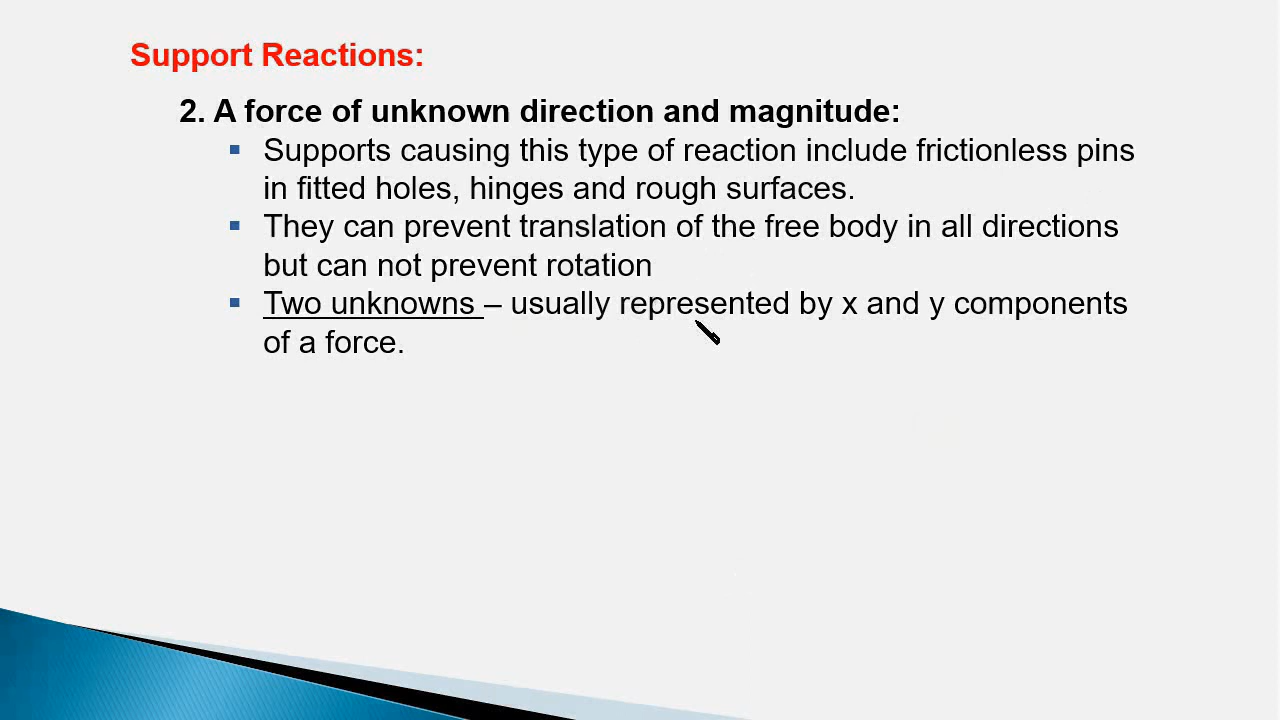 Support Reactions:
2. A force of unknown direction and magnitude:
▪ Supports causing this type of reaction include frictionless pins
in fitted holes, hinges and rough surfaces.
▪ They can prevent translation of the free body in all directions
but can not prevent rotation
▪ Two unknowns – usually represented by x and y components
of a force.